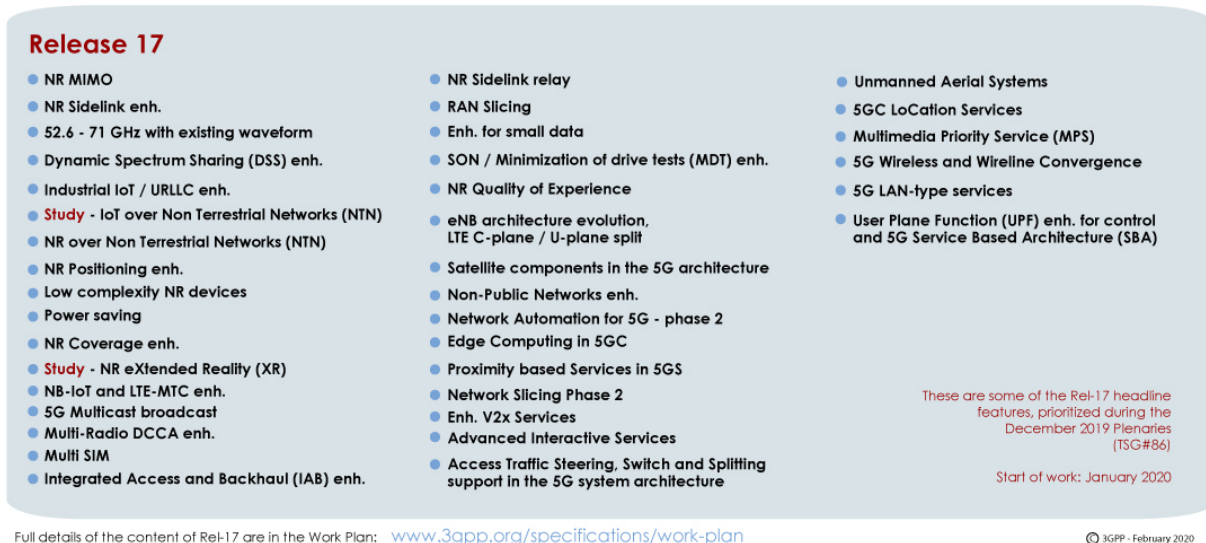 Release 17
NR MIMO
NR Sidelink enh.
52.6 - 71 GHz with existing waveform
Dynamic Spectrum Sharing (DSS) enh.
Industrial IoT / URLLC enh.
Study - IoT over Non Terrestrial Networks (NTN)
NR over Non Terrestrial Networks (NTN)
NR Positioning enh.
Low complexity NR devices
Power saving
NR Coverage enh.
Study - NR eXtended Reality (XR)
NB-IoT and LTE-MTC enh.
5G Multicast broadcast
Multi-Radio DCCA enh.
Multi SIM
Integrated Access and Backhaul (IAB) enh.
NR Sidelink relay
RAN Slicing
Enh. for small data
SON / Minimization of drive tests (MDT) enh.
NR Quality of Experience
eNB architecture evolution,
LTE C-plane / U-plane split
Satellite components in the 5G architecture
Non-Public Networks enh.
Network Automation for 5G - phase 2
Edge Computing in 5GC
Proximity based Services in 5GS
Network Slicing Phase 2
Enh. V2x Services
Advanced Interactive Services
Access Traffic Steering, Switch and Splitting
support in the 5G system architecture
Unmanned Aerial Systems
5GC LoCation Services
Multimedia Priority Service (MPS)
5G Wireless and Wireline Convergence
5G LAN-type services
User Plane Function (UPF) enh. for control
and 5G Service Based Architecture (SBA)
These are some of the Rel-17 headline
features, prioritized during the
December 2019 Plenaries
(TSG#86)
Start of work: January 2020
Full details of the content of Rel-17 are in the Work Plan: www.3gpp.org/specifications/work-plan
© 3GPP - February 2020